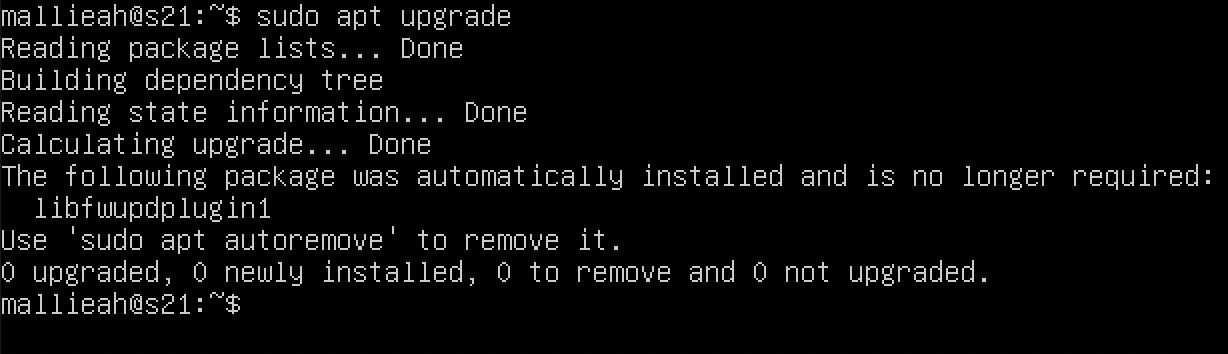 mallieah@s21:~$ sudo apt upgrade
Reading package lists... Done
Building dependency tree
Reading state information... Done
Calculating upgrade... Done
The following package was automatically installed and is no longer required:
  libfwupdplugin1
Use 'sudo apt autoremove' to remove it.
0 upgraded, 0 newly installed, 0 to remove and 0 not upgraded.
mallieah@s21:~$